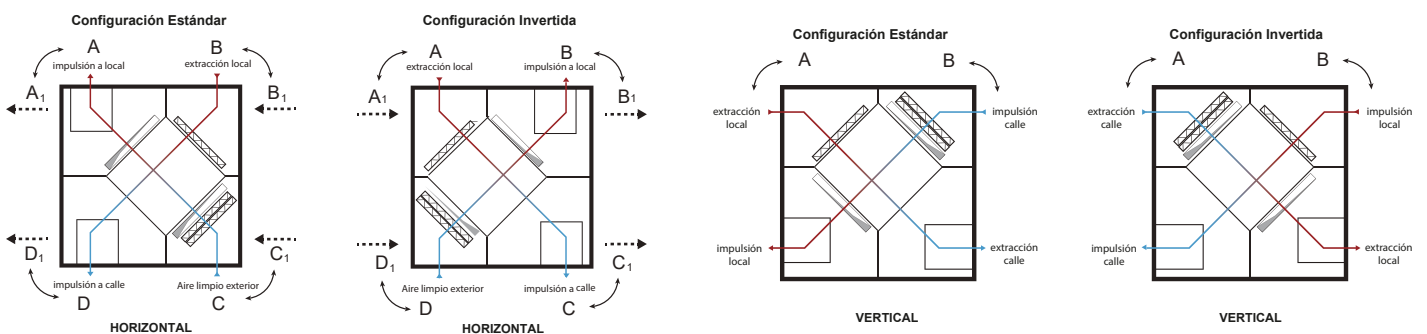 Configuración Estándar
A
B
impulsión a local
extracción local
A1
B1
D1
C1
impulsión a calle
Aire limpio exterior
D
C
HORIZONTAL
Configuración Invertida
A
B
extracción local
impulsión a local
A1
B1
D1
C1
Aire limpio exterior
impulsión a calle
D
C
HORIZONTAL
Configuración Estándar
A
B
extracción
local
impulsión
calle
impulsión
local
extracción
calle
VERTICAL
Configuración Invertida
A
B
extracción
calle
impulsión
local
impulsión
calle
extracción
local
VERTICAL